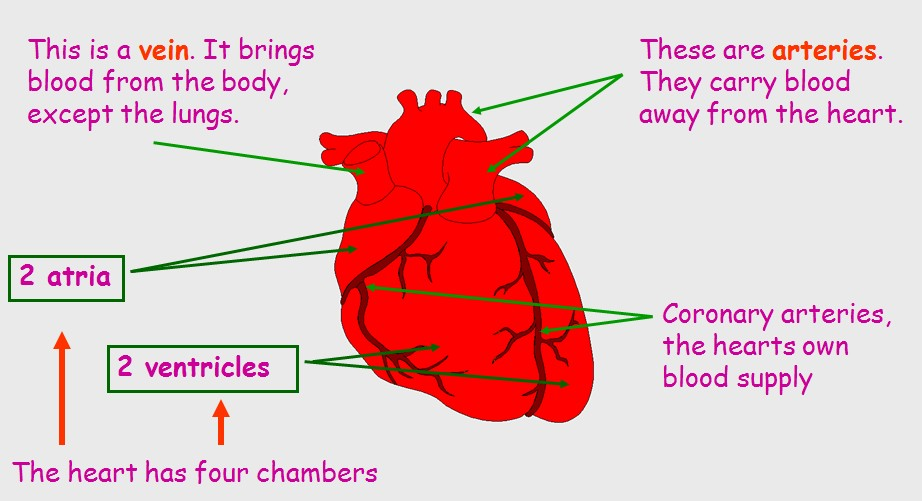 This is a vein. It brings
blood from the body,
except the lungs.
These are arteries.
They carry blood
away from the heart.
2 atria
2 ventricles
Coronary arteries,
the hearts own
blood supply
The heart has four chambers